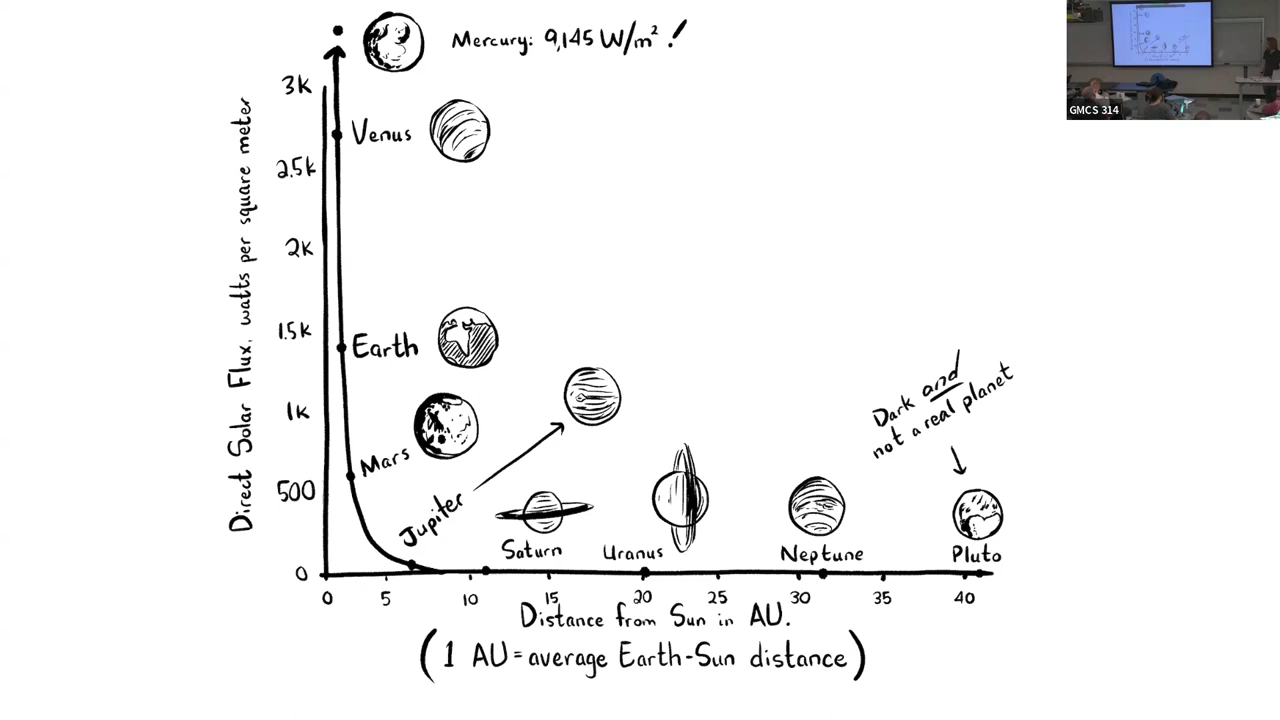 Mercury: 9,145 W/m² !
GMCS 314
3K
Venus
2.5K
2K
1.5K
Earth
1K
Mars
500
Jupiter
Saturn
Uranus
Neptune
Pluto
Dark and
not a real planet
0
0 5 10 15 20 25 30 35 40
Direct Solar Flux, watts per square meter
Distance from Sun in AU.
(1 AU = average Earth-Sun distance)